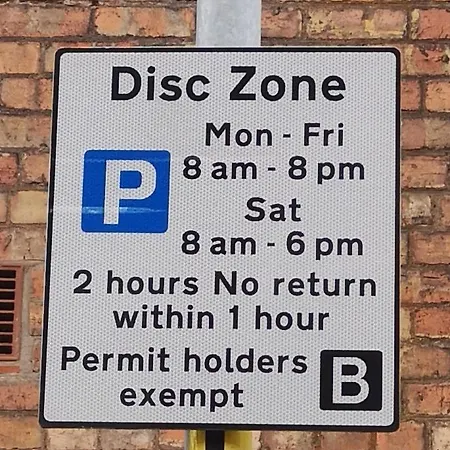 Disc Zone
Mon - Fri
P 8 am - 8 pm
Sat
8 am - 6 pm
2 hours No return
within 1 hour
Permit holders B
exempt